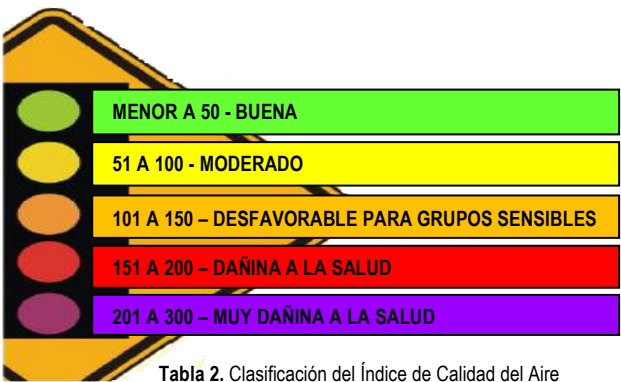 MENOR A 50 - BUENA
51 A 100 - MODERADO
101 A 150 – DESFAVORABLE PARA GRUPOS SENSIBLES
151 A 200 – DAÑINA A LA SALUD
201 A 300 – MUY DAÑINA A LA SALUD
Tabla 2. Clasificación del Índice de Calidad del Aire